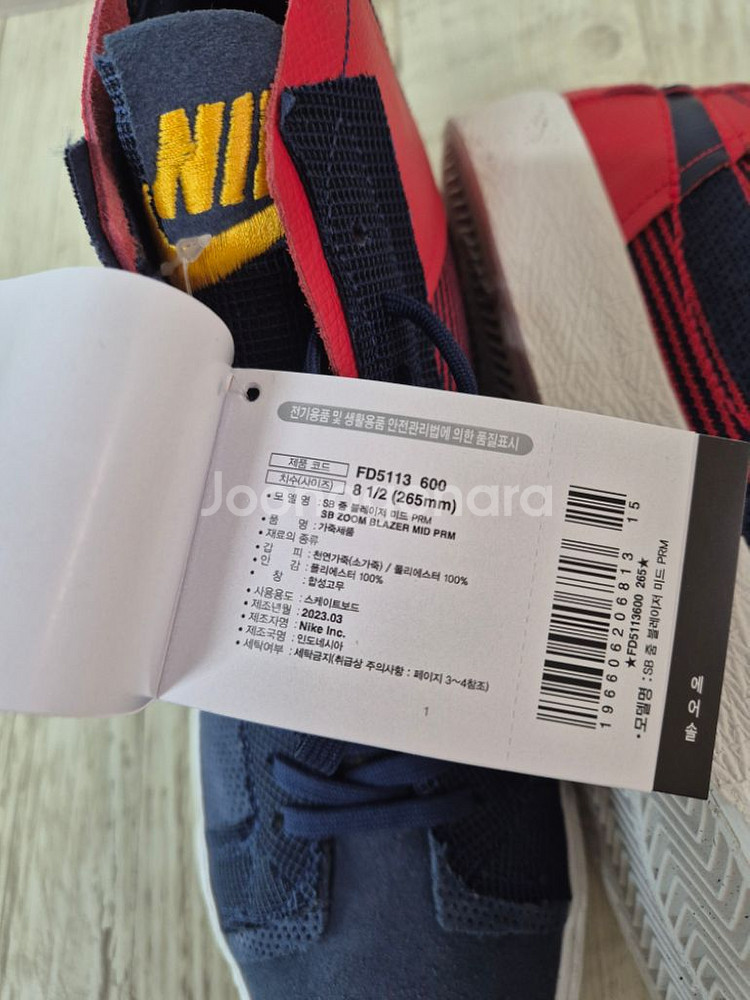 NIKE
전기용품 및 생활용품 안전관리법에 의한 품질표시
제품 코드 FD5113 600
치수(사이즈) 8 1/2 (265mm)
• 모 델 명 : SB 줌 블레이저 미드 PRM
SB ZOOM BLAZER MID PRM
• 품 명 : 가죽제품
• 재료의 종류
• 갑 피 : 천연가죽(소가죽) / 폴리에스터 100%
• 안 감 : 폴리에스터 100%
• 창 : 합성고무
• 사용용도 : 스케이트보드
• 제조년월 : 2023.03
• 제조자명 : Nike Inc.
• 제조국명 : 인도네시아
• 세탁여부 : 세탁금지(취급상 주의사항 : 페이지 3~4참조)
1
196606206813 15
★FD5113600 265★
• 모델명 : SB 줌 블레이저 미드 PRM
에어솔